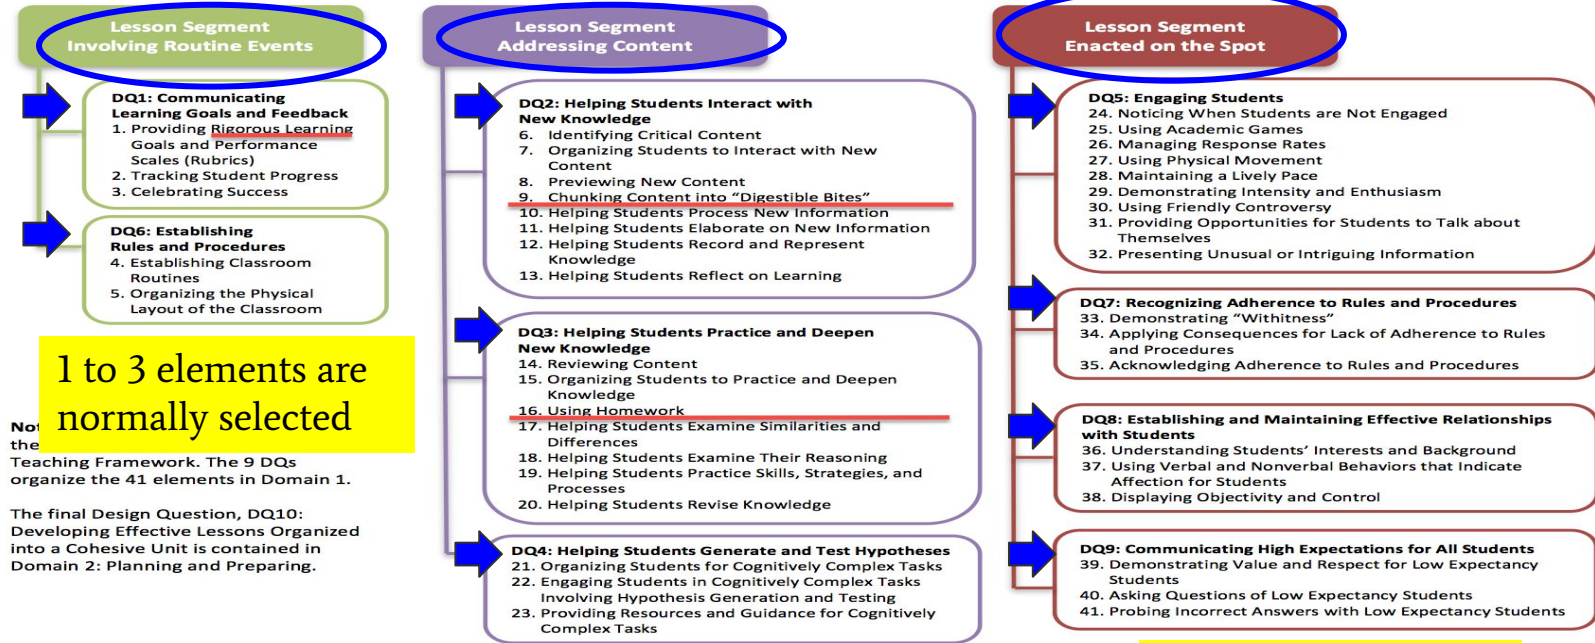 Lesson Segment
Involving Routine Events
DQ1: Communicating
Learning Goals and Feedback
1. Providing Rigorous Learning
Goals and Performance
Scales (Rubrics)
2. Tracking Student Progress
3. Celebrating Success
DQ6: Establishing
Rules and Procedures
4. Establishing Classroom
Routines
5. Organizing the Physical
Layout of the Classroom
1 to 3 elements are
normally selected
Teaching Framework. The 9 DQs
organize the 41 elements in Domain 1.
The final Design Question, DQ10:
Developing Effective Lessons Organized
into a Cohesive Unit is contained in
Domain 2: Planning and Preparing.
Lesson Segment
Addressing Content
DQ2: Helping Students Interact with
New Knowledge
6. Identifying Critical Content
7. Organizing Students to Interact with New
Content
8. Previewing New Content
9. Chunking Content into “Digestible Bites”
10. Helping Students Process New Information
11. Helping Students Elaborate on New Information
12. Helping Students Record and Represent
Knowledge
13. Helping Students Reflect on Learning
DQ3: Helping Students Practice and Deepen
New Knowledge
14. Reviewing Content
15. Organizing Students to Practice and Deepen
Knowledge
16. Using Homework
17. Helping Students Examine Similarities and
Differences
18. Helping Students Examine Their Reasoning
19. Helping Students Practice Skills, Strategies, and
Processes
20. Helping Students Revise Knowledge
DQ4: Helping Students Generate and Test Hypotheses
21. Organizing Students for Cognitively Complex Tasks
22. Engaging Students in Cognitively Complex Tasks
Involving Hypothesis Generation and Testing
23. Providing Resources and Guidance for Cognitively
Complex Tasks
Lesson Segment
Enacted on the Spot
DQ5: Engaging Students
24. Noticing When Students are Not Engaged
25. Using Academic Games
26. Managing Response Rates
27. Using Physical Movement
28. Maintaining a Lively Pace
29. Demonstrating Intensity and Enthusiasm
30. Using Friendly Controversy
31. Providing Opportunities for Students to Talk about
Themselves
32. Presenting Unusual or Intriguing Information
DQ7: Recognizing Adherence to Rules and Procedures
33. Demonstrating “Withitness”
34. Applying Consequences for Lack of Adherence to Rules
and Procedures
35. Acknowledging Adherence to Rules and Procedures
DQ8: Establishing and Maintaining Effective Relationships
with Students
36. Understanding Students’ Interests and Background
37. Using Verbal and Nonverbal Behaviors that Indicate
Affection for Students
38. Displaying Objectivity and Control
DQ9: Communicating High Expectations for All Students
39. Demonstrating Value and Respect for Low Expectancy
Students
40. Asking Questions of Low Expectancy Students
41. Probing Incorrect Answers with Low Expectancy Students